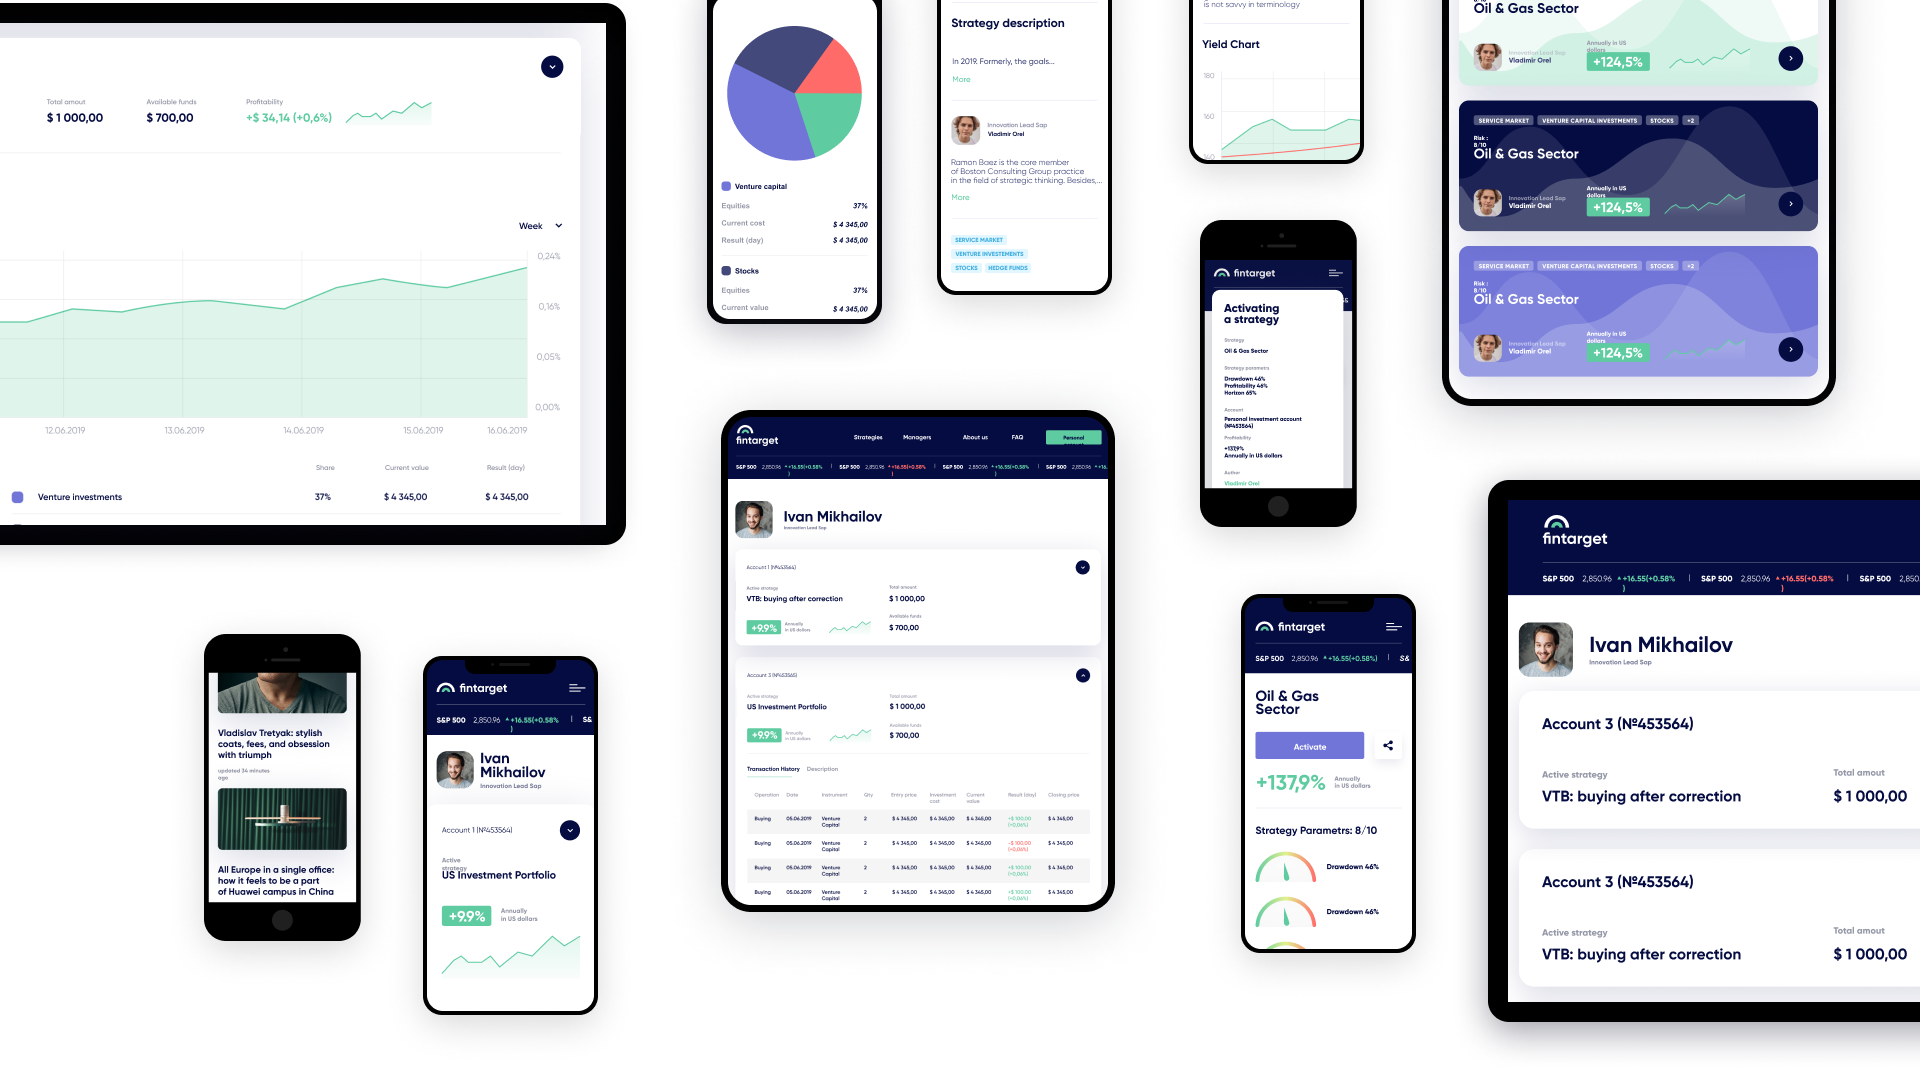 Total amout
Available funds
Profitability
$ 1 000,00
$ 700,00
+$ 34,14 (+0,6%)
Week
0,24%
0,16%
0,05%
0,00%
12.06.2019
13.06.2019
14.06.2019
15.06.2019
16.06.2019
Share
Current value
Result (day)
Venture investments
37%
$ 4 345,00
$ 4 345,00
Venture capital
Equities
37%
Current cost
$ 4 345,00
Result (day)
$ 4 345,00
Stocks
Equities
37%
Current value
$ 4 345,00
Strategy description
In 2019. Formerly, the goals...
More
Innovation Lead Sap
Vladimir Orel
Ramon Baez is the core member
of Boston Consulting Group practice
in the field of strategic thinking. Besides,...
More
SERVICE MARKET
VENTURE INVESTEMENTS
STOCKS
HEDGE FUNDS
is not savvy in terminology
Yield Chart
180
160
Oil & Gas Sector
Innovation Lead Sap
Vladimir Orel
Annually in US
dollars
+124,5%
SERVICE MARKET
VENTURE CAPITAL INVESTMENTS
STOCKS
+2
Risk :
8/10
Oil & Gas Sector
Innovation Lead Sap
Vladimir Orel
Annually in US
dollars
+124,5%
SERVICE MARKET
VENTURE CAPITAL INVESTMENTS
STOCKS
+2
Risk :
8/10
Oil & Gas Sector
Innovation Lead Sap
Vladimir Orel
Annually in US
dollars
+124,5%
fintarget
Activating
a strategy
Strategy
Oil & Gas Sector
Strategy parametrs
Drawdown 46%
Profitability 46%
Horizon 65%
Account
Personal Investment account
(№453564)
Profitability
+137,9%
Annually in US dollars
Author
Vladimir Orel
fintarget
Strategies
Managers
About us
FAQ
Personal
S&P 500
2,850.96
+16.55(+0.58%
)
S&P 500
2,850.96
+16.55(+0.58%
)
S&P 500
2,850.96
+16.55(+0.58%
)
S&P 500
2,850.96
+16.
Ivan Mikhailov
Innovation Lead Sap
Account 1 (№453564)
Active strategy
Total amount
VTB: buying after correction
$ 1 000,00
Available funds
+9.9%
Annually
in US dollars
$ 700,00
Account 3 (№453565)
Active strategy
Total amount
US Investment Portfolio
$ 1 000,00
Available funds
+9.9%
Annually
in US dollars
$ 700,00
Transaction History
Description
Operation
Date
Instrument
Qty
Entry price
Investment
cost
Current
value
Result (day)
Closing price
Buying
05.06.2019
Venture
Capital
2
$ 4 345,00
$ 4 345,00
$ 4 345,00
+$ 100,00
(+0,06%)
$ 4 345,00
Buying
05.06.2019
Venture
Capital
2
$ 4 345,00
$ 4 345,00
$ 4 345,00
-$ 100,00
(+0,06%)
$ 4 345,00
Buying
05.06.2019
Venture
Capital
2
$ 4 345,00
$ 4 345,00
$ 4 345,00
+$ 100,00
(+0,06%)
$ 4 345,00
Buying
05.06.2019
Venture
Capital
2
$ 4 345,00
$ 4 345,00
$ 4 345,00
+$ 100,00
(+0,06%)
$ 4 345,00
Vladislav Tretyak: stylish
coats, fees, and obsession
with triumph
updated 34 minutes
ago
All Europe in a single office:
how it feels to be a part
of Huawei campus in China
fintarget
S&P 500
2,850.96
+16.55(+0.58%
)
S&
Ivan
Mikhailov
Innovation Lead Sap
Account 1 (№453564)
Active
strategy
US Investment Portfolio
+9.9%
Annually
in US dollars
fintarget
S&P 500
2,850.96
+16.55(+0.58%)
S&
Oil & Gas
Sector
Activate
+137,9%
Annually
in US dollars
Strategy Parametrs: 8/10
Drawdown 46%
Drawdown 46%
fintarget
S&P 500
2,850.96
+16.55(+0.58%
)
S&P 500
2,850.96
+16.55(+0.58%
)
S&P 500
2,850.
Ivan Mikhailov
Innovation Lead Sap
Account 3 (№453564)
Active strategy
Total amout
VTB: buying after correction
$ 1 000,00
Account 3 (№453564)
Active strategy
Total amout
VTB: buying after correction
$ 1 000,00